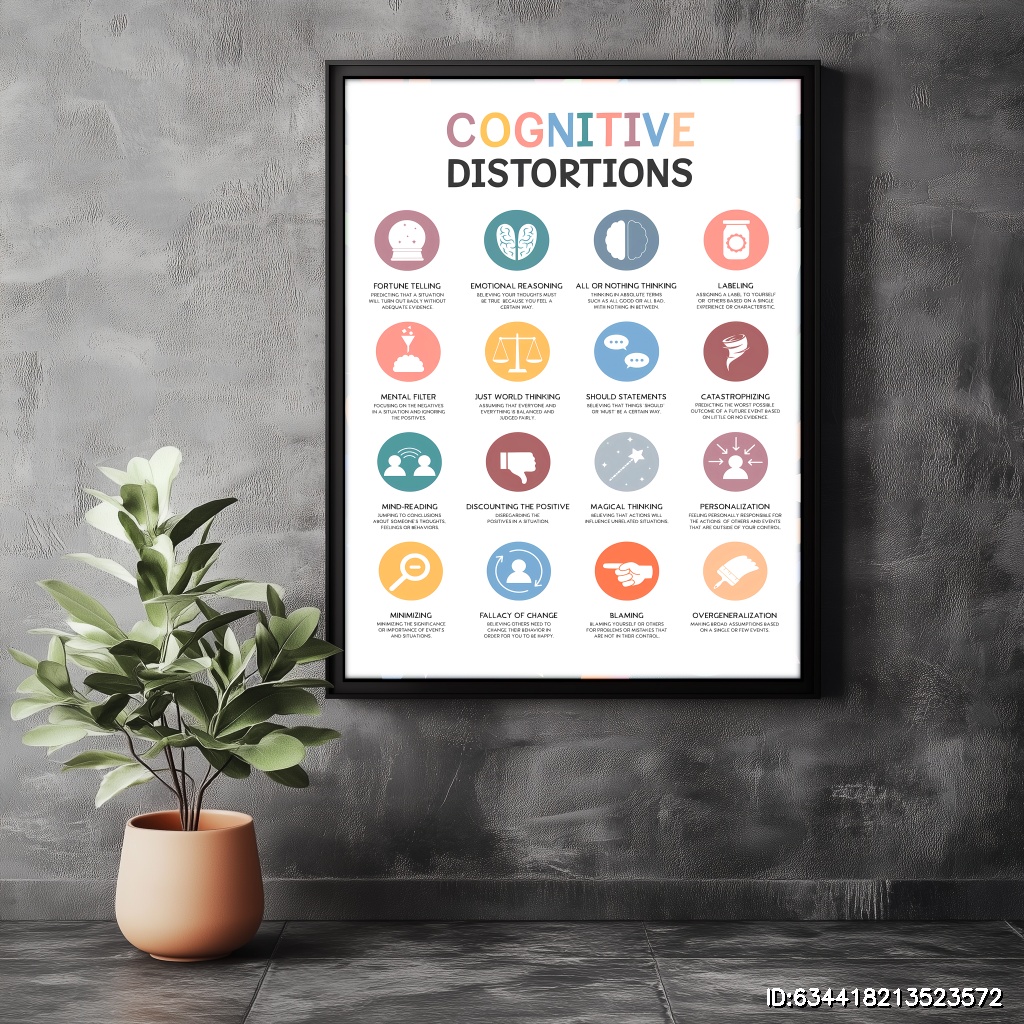 COGNITIVE
DISTORTIONS
FORTUNE TELLING
PREDICTING THAT A SITUATION
WILL TURN OUT BADLY WITHOUT
ADEQUATE EVIDENCE.
EMOTIONAL REASONING
BELIEVING YOUR THOUGHTS MUST
BE TRUE BECAUSE YOU FEEL A
CERTAIN WAY.
ALL OR NOTHING THINKING
THINKING IN ABSOLUTE TERMS
SUCH AS ALL GOOD OR ALL BAD,
WITH NOTHING IN BETWEEN.
LABELING
ASSIGNING A LABEL TO YOURSELF
OR OTHERS BASED ON A SINGLE
EXPERIENCE OR CHARACTERISTIC.
MENTAL FILTER
FOCUSING ON THE NEGATIVES
IN A SITUATION AND IGNORING
THE POSITIVES.
JUST WORLD THINKING
ASSUMING THAT EVERYONE AND
EVERYTHING IS BALANCED AND
JUDGED FAIRLY.
SHOULD STATEMENTS
BELIEVING THAT THINGS 'SHOULD'
OR 'MUST' BE A CERTAIN WAY.
CATASTROPHIZING
PREDICTING THE WORST POSSIBLE
OUTCOME OF A FUTURE EVENT BASED
ON LITTLE OR NO EVIDENCE.
MIND-READING
JUMPING TO CONCLUSIONS
ABOUT SOMEONE'S THOUGHTS,
FEELINGS OR BEHAVIORS.
DISCOUNTING THE POSITIVE
DISREGARDING THE
POSITIVES IN A SITUATION.
MAGICAL THINKING
BELIEVING THAT ACTIONS WILL
INFLUENCE UNRELATED SITUATIONS.
PERSONALIZATION
FEELING PERSONALLY RESPONSIBLE FOR
THE ACTIONS OF OTHERS AND EVENTS
THAT ARE OUTSIDE OF YOUR CONTROL.
MINIMIZING
MINIMIZING THE SIGNIFICANCE
OR IMPORTANCE OF EVENTS
AND SITUATIONS.
FALLACY OF CHANGE
BELIEVING OTHERS NEED TO
CHANGE THEIR BEHAVIOR IN
ORDER FOR YOU TO BE HAPPY.
BLAMING
BLAMING YOURSELF OR OTHERS
FOR PROBLEMS OR MISTAKES THAT
ARE NOT IN THEIR CONTROL.
OVERGENERALIZATION
MAKING BROAD ASSUMPTIONS BASED
ON A SINGLE OR FEW EVENTS.
ID:634418213523572